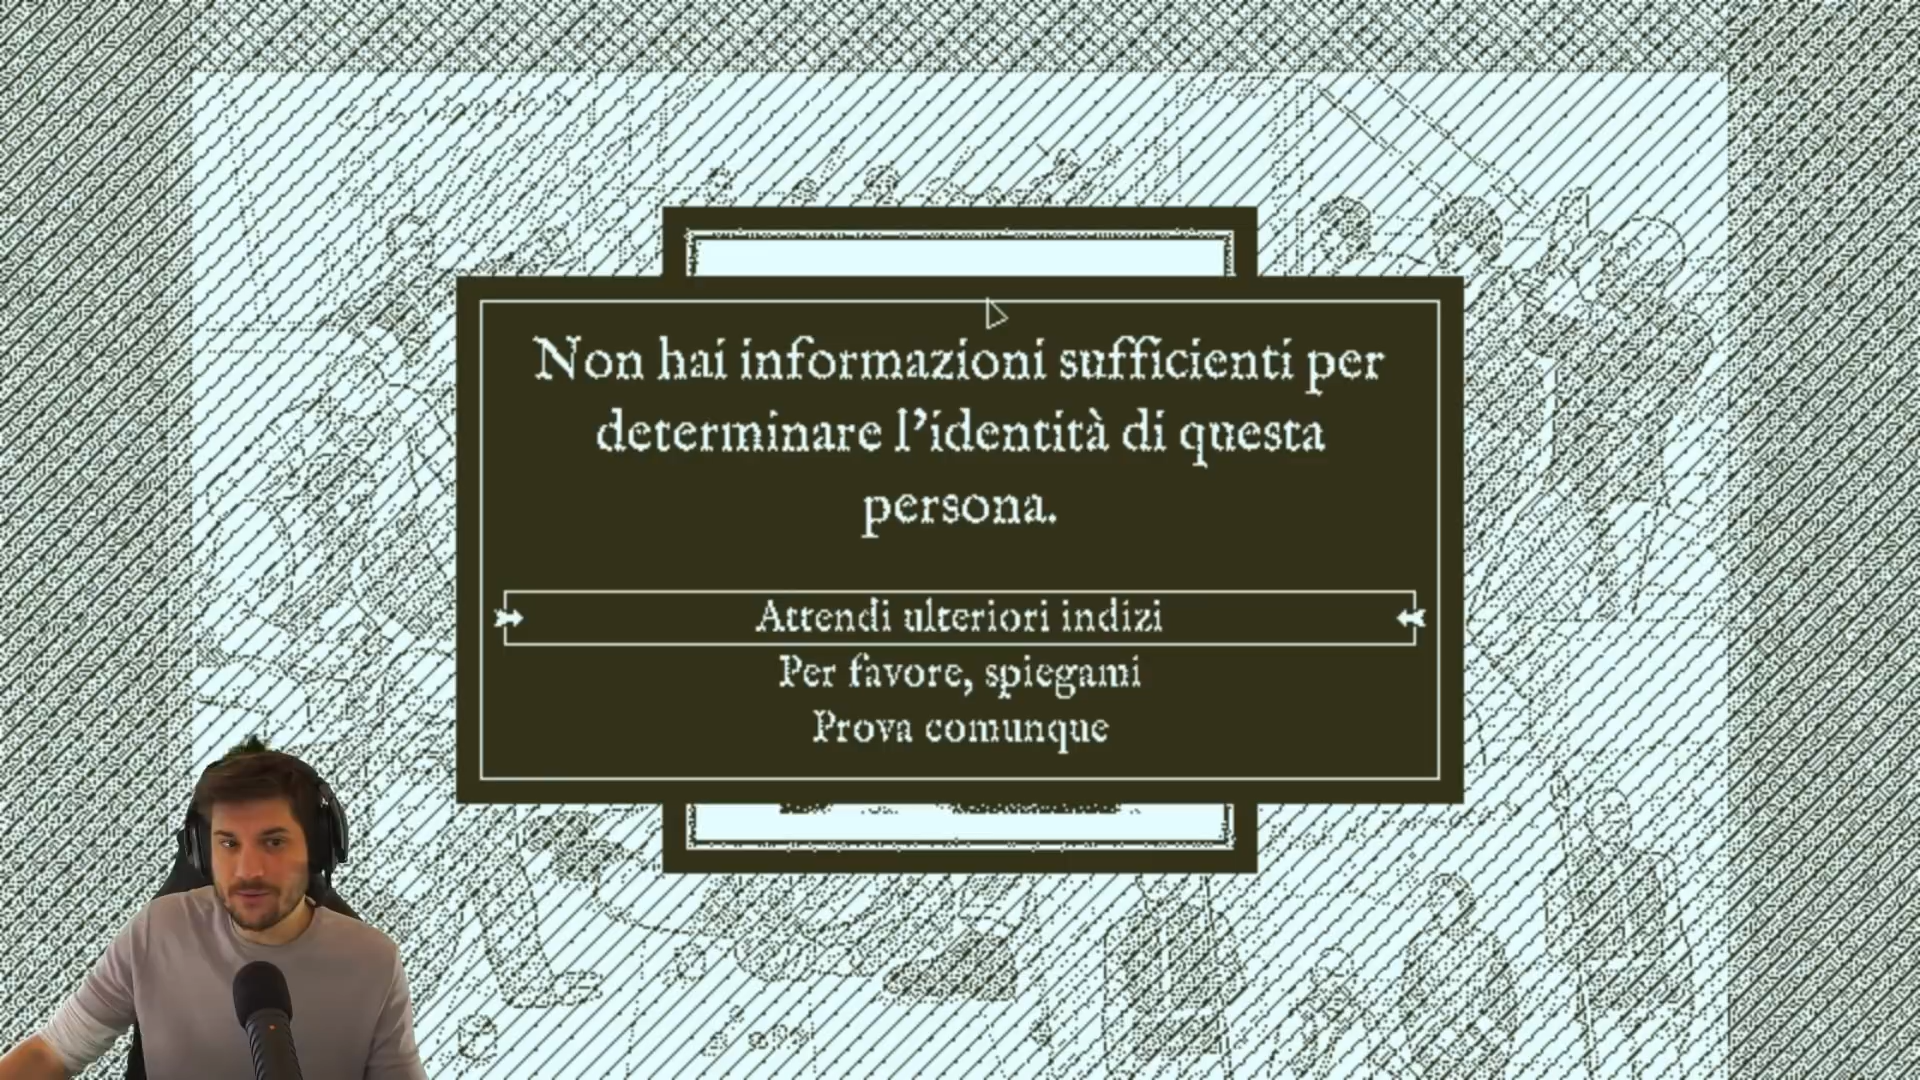 Non hai informazioni sufficienti per
determinare l'identità di questa
persona.
Attendi ulteriori indizi
Per favore, spiegami
Prova comunque